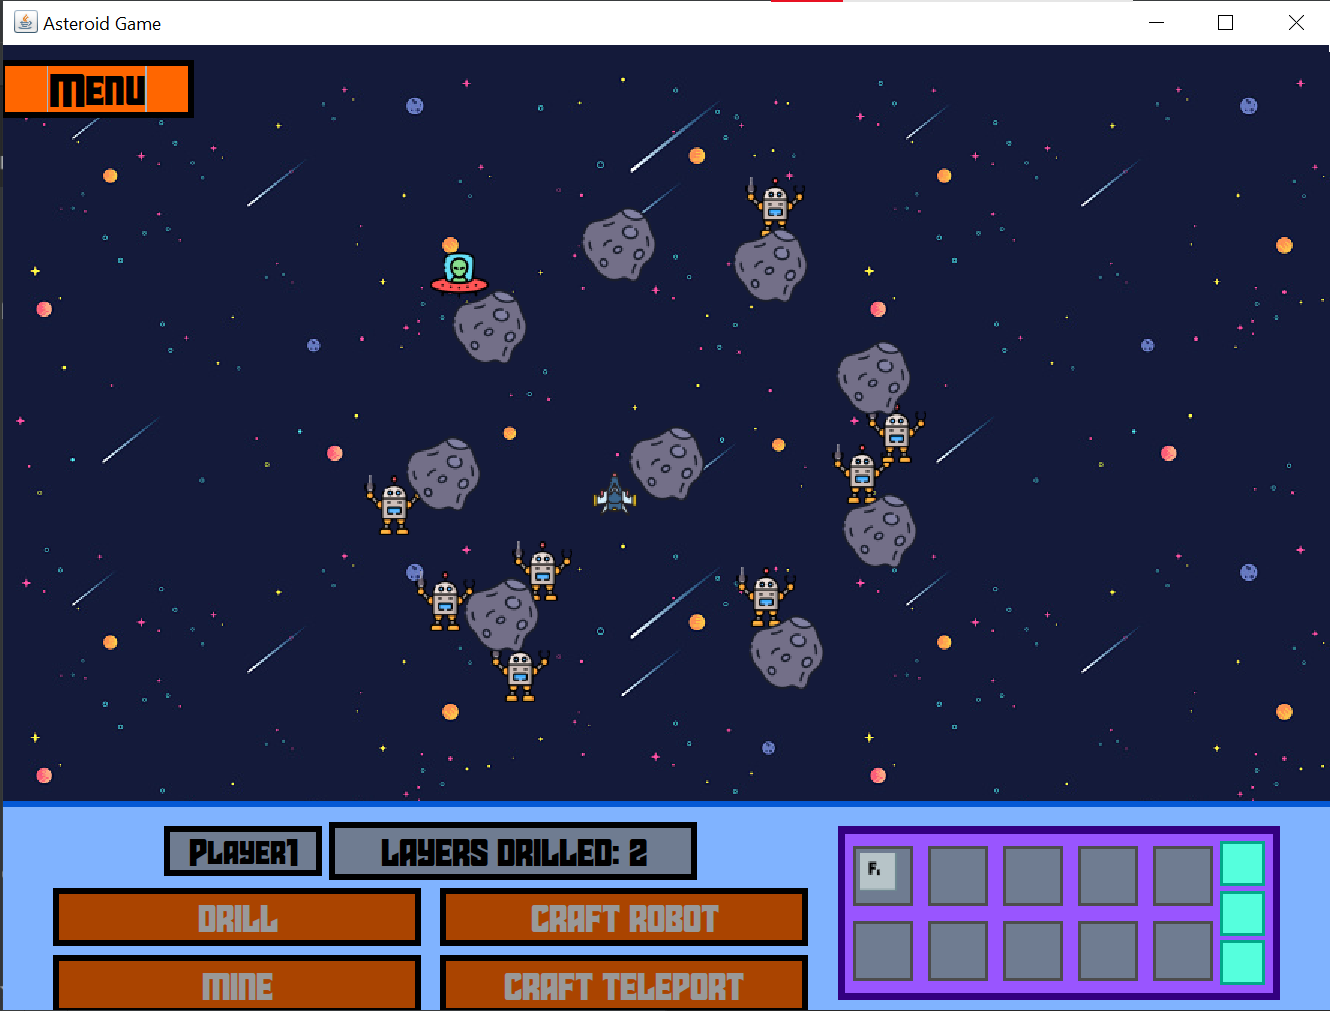 Asteroid Game
Menu
Player1
LAYERS DRILLED: 2
F.
DRILL
CRAFT ROBOT
MINE
CRAFT TELEPORT